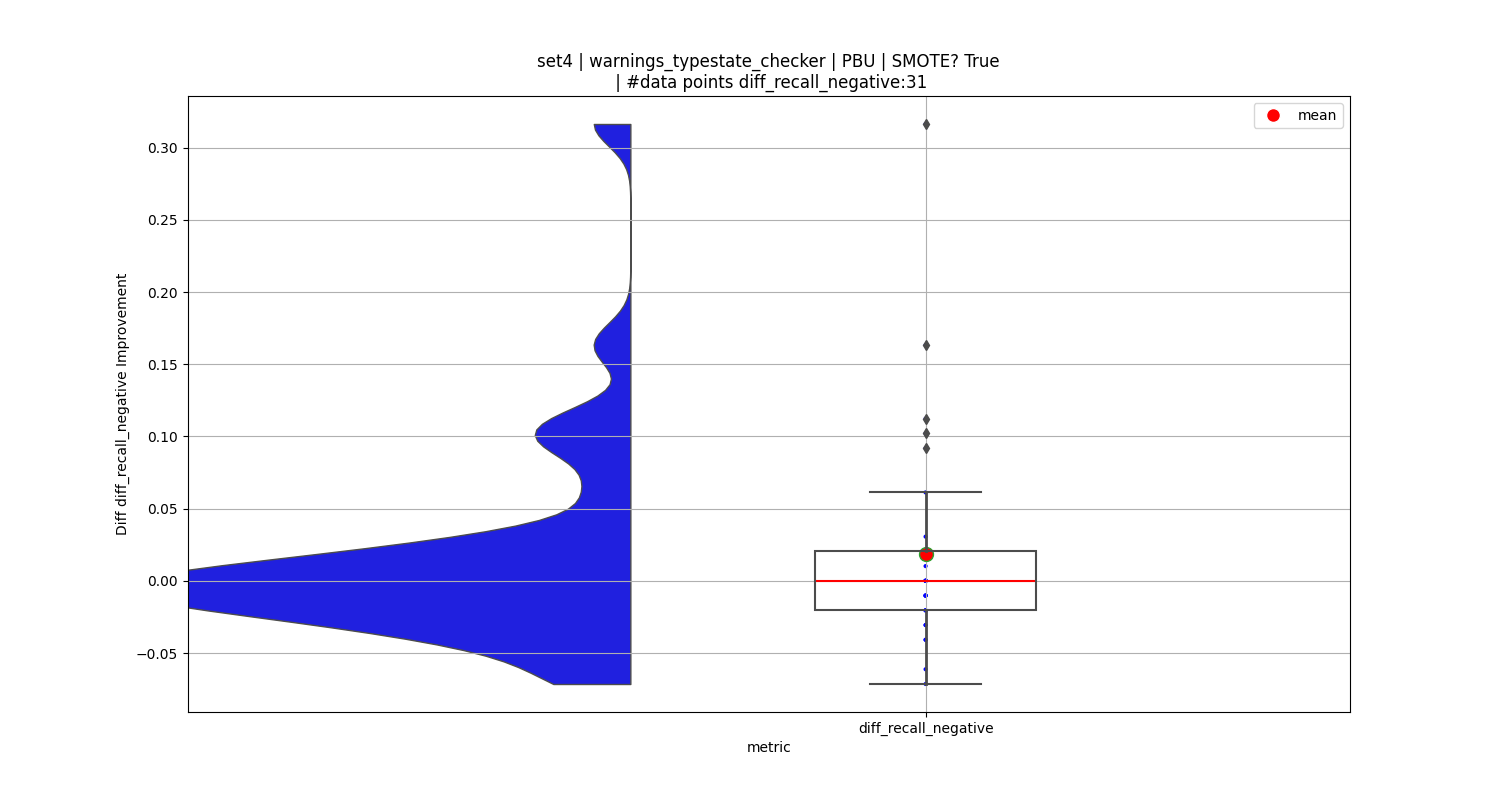 set4 | warnings_typestate_checker | PBU | SMOTE? True
| #data points diff_recall_negative:31
mean
0.30
0.25
0.20
0.15
0.10
0.05
0.00
−0.05
Diff diff_recall_negative Improvement
diff_recall_negative
metric